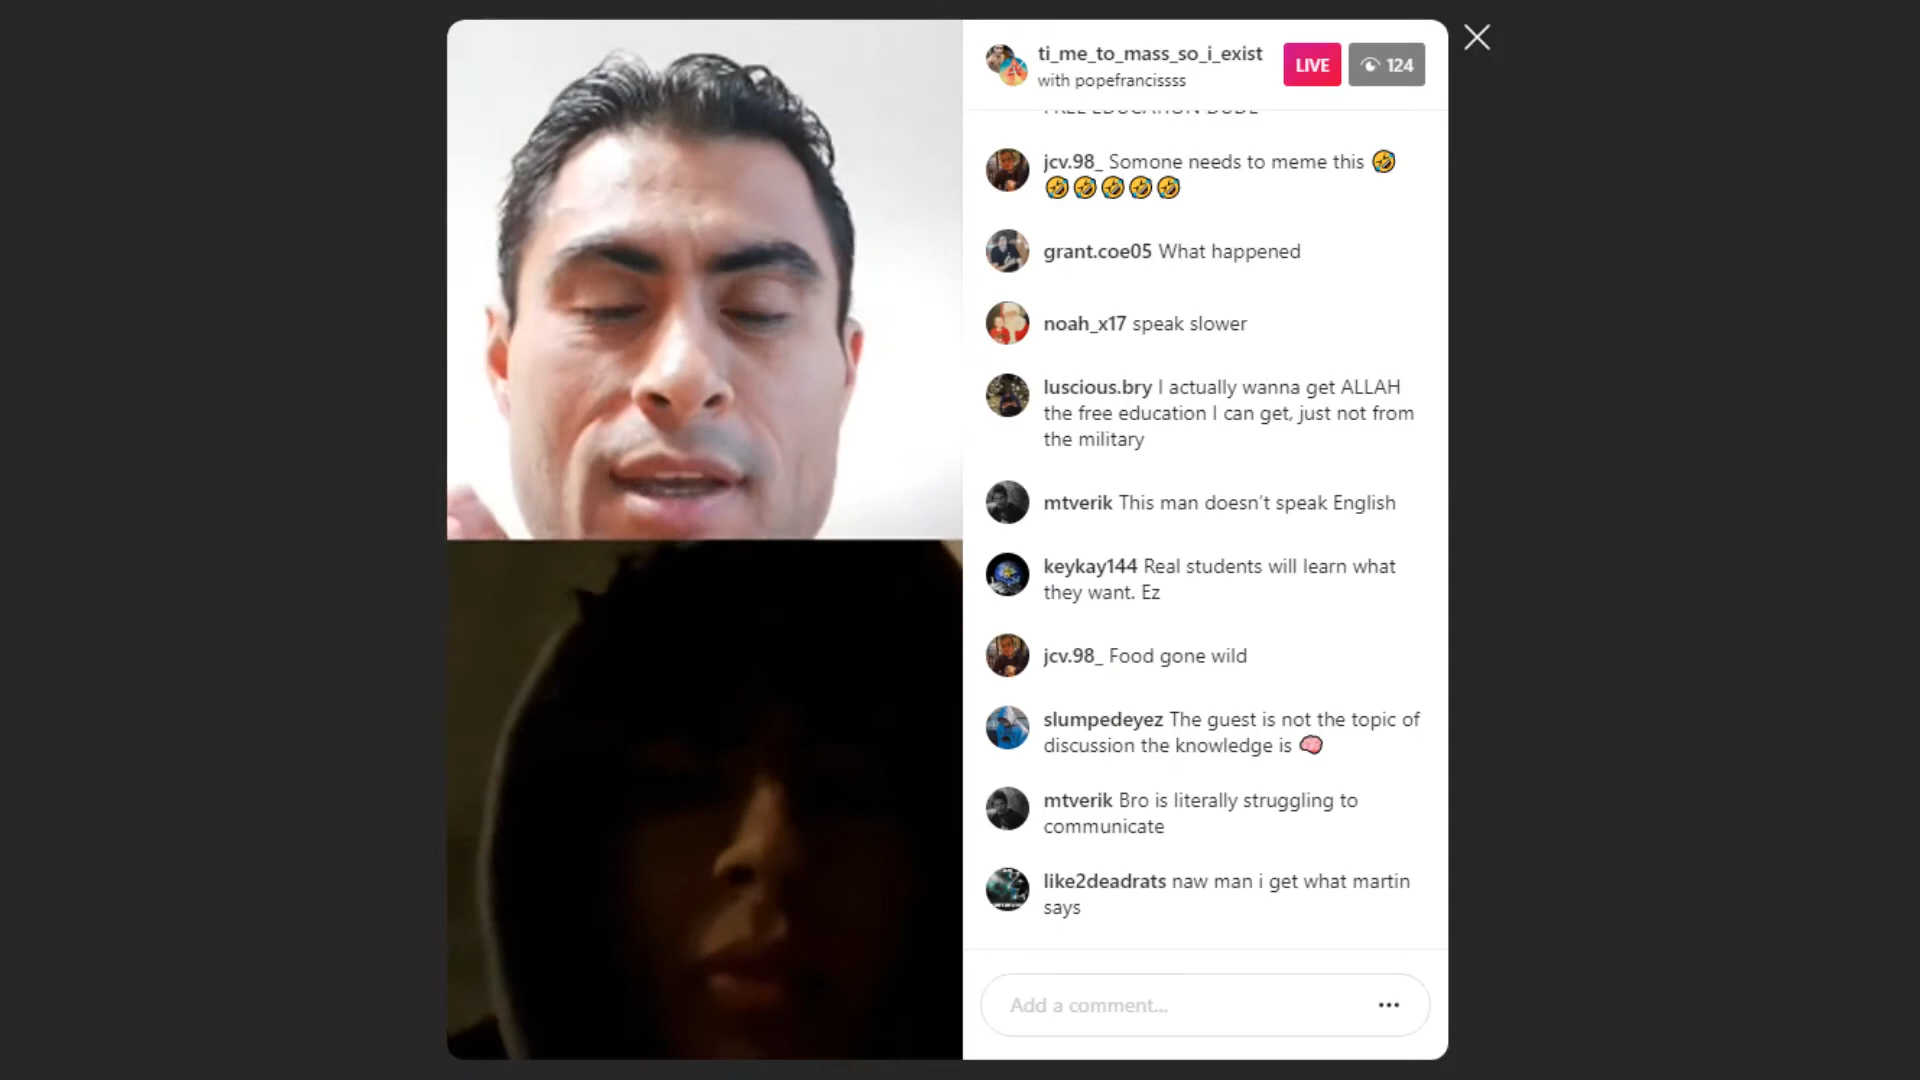 ti_me_to_mass_so_i_exist
with popefrancissss
LIVE
124
FREE EDUCATION DUDE
jcv.98_ Somone needs to meme this 🤣
🤣🤣🤣🤣🤣
grant.coe05 What happened
noah_x17 speak slower
luscious.bry I actually wanna get ALLAH
the free education I can get, just not from
the military
mtverik This man doesn’t speak English
keykay144 Real students will learn what
they want. Ez
jcv.98_ Food gone wild
slumpedeyez The guest is not the topic of
discussion the knowledge is 🧠
mtverik Bro is literally struggling to
communicate
like2deadrats naw man i get what martin
says
Add a comment...